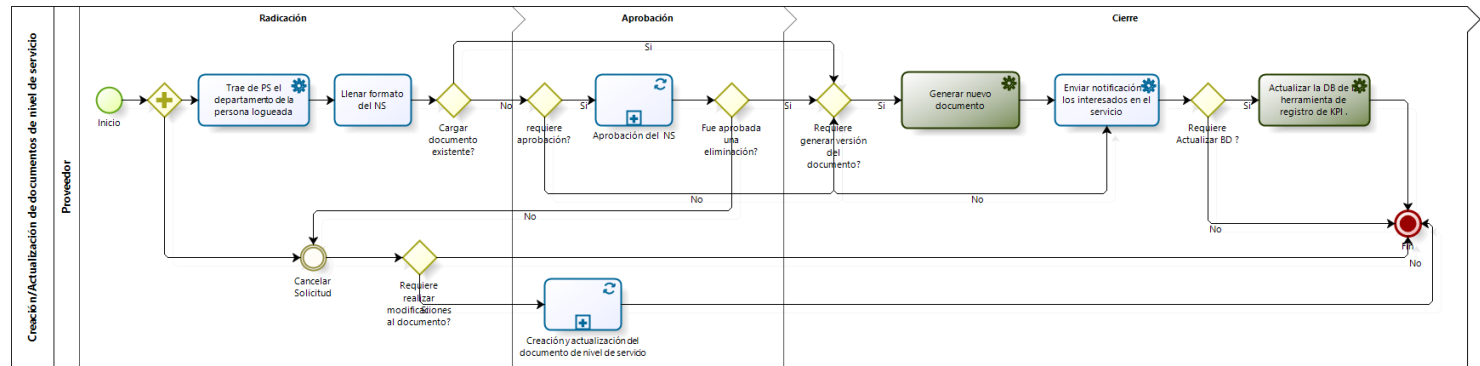 Creación/Actualización de documentos de nivel de servicio
Proveedor
Radicación
Aprobación
Cierre
Inicio
Trae de PS el
departamento de la
persona logueada
Llenar formato
del NS
Si
No
Cargar
documento
existente?
requiere
aprobación?
Si
Aprobación del NS
Fue aprobada
una
eliminación?
Si
Requiere
generar versión
del
documento?
Si
Generar nuevo
documento
Enviar notificación
los interesados en el
servicio
Requiere
Actualizar BD ?
Si
Actualizar la DB de
herramienta de
registro de KPI .
No
No
No
No
Fin
No
Cancelar
Solicitud
Requiere
realizar
modificaciones
al documento?
Si
Creación y actualización del
documento de nivel de servicio